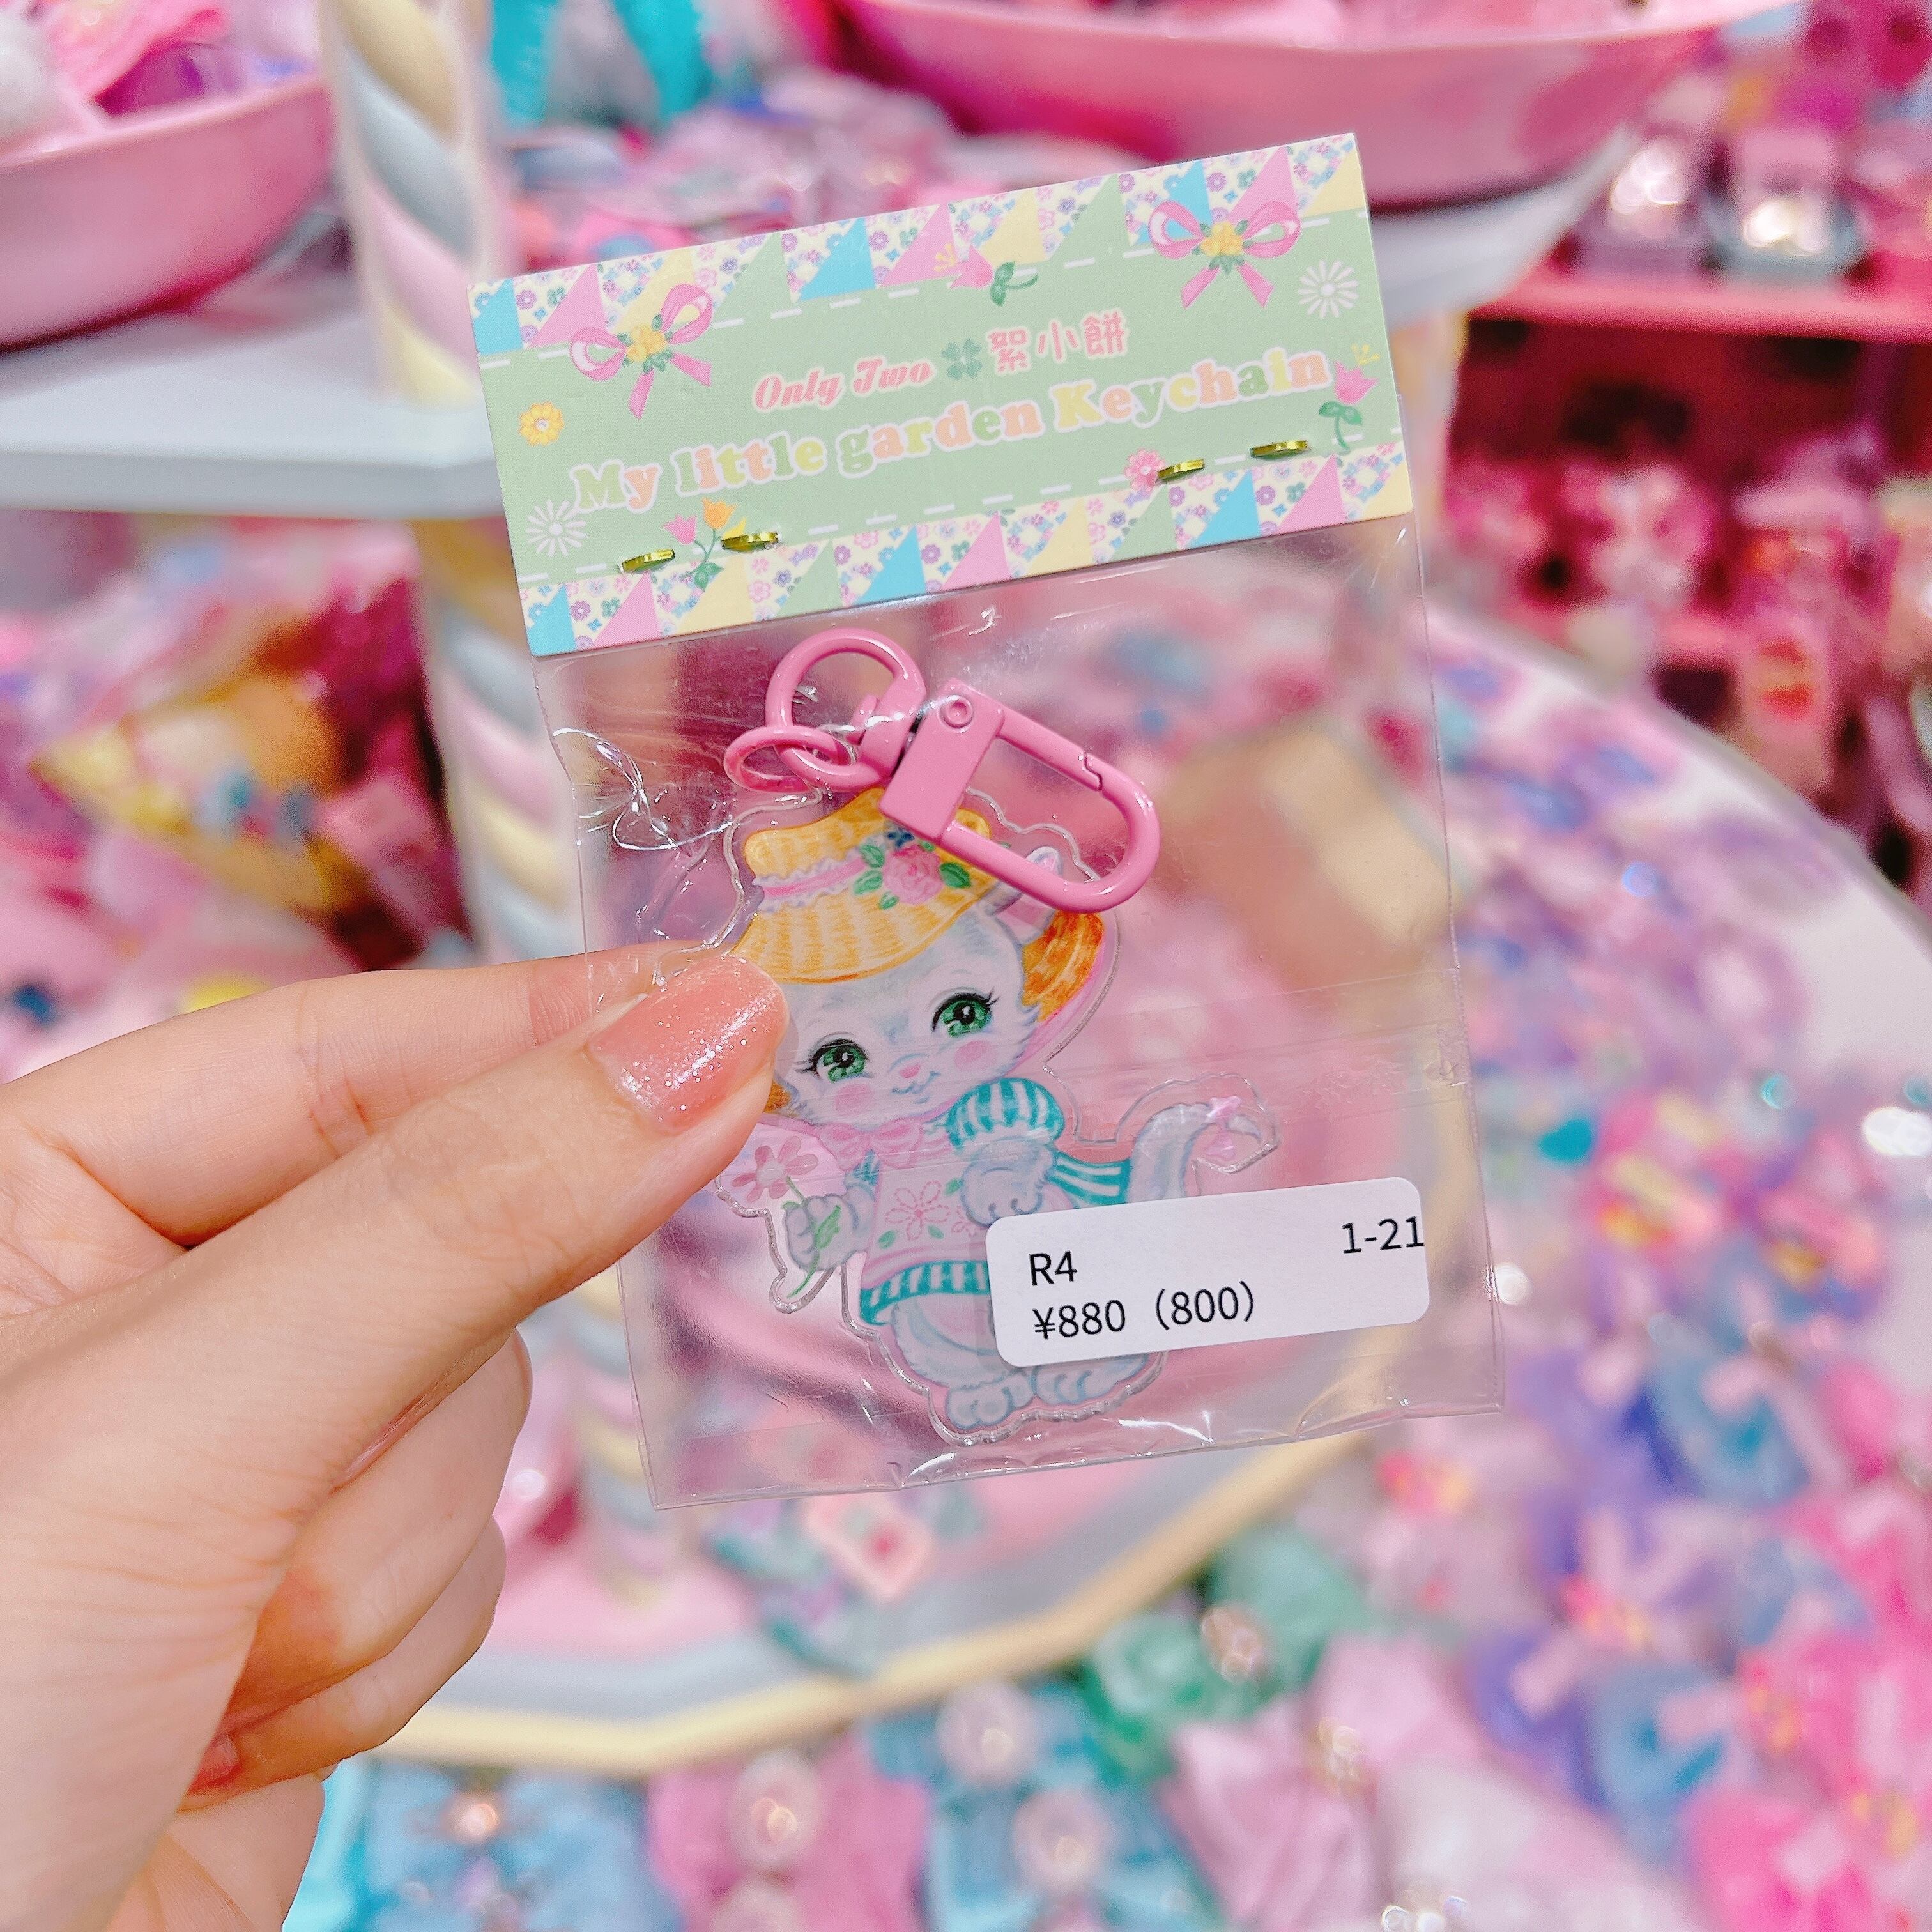 Only Two 絮小餅
My little garden Keychain
R4 1-21
¥880（800）